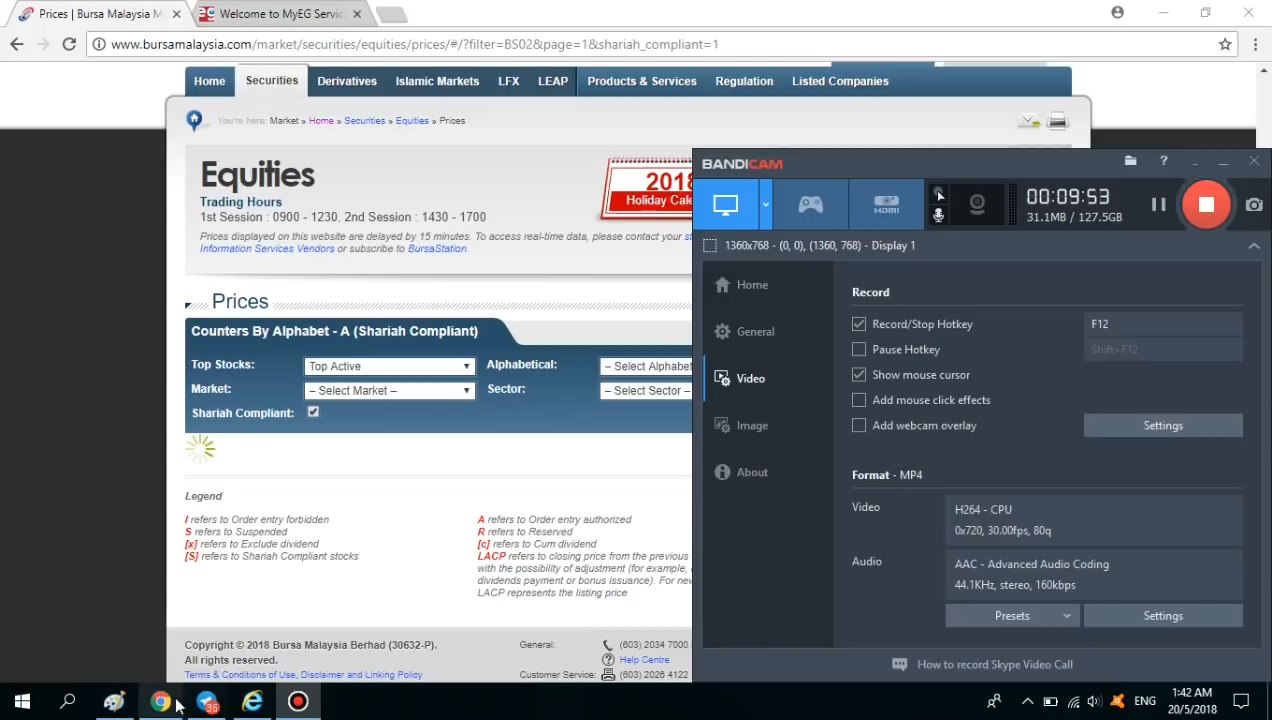 Prices | Bursa Malaysia M
Welcome to MyEG Servic
www.bursamalaysia.com/market/securities/equities/prices/#/?filter=BS02&page=1&shariah_compliant=1
Home Securities Derivatives Islamic Markets LFX LEAP Products & Services Regulation Listed Companies
You're here: Market » Home » Securities » Equities » Prices
Equities
Trading Hours
1st Session : 0900 - 1230, 2nd Session : 1430 - 1700
Prices displayed on this website are delayed by 15 minutes. To access real-time data, please contact your st
Information Services Vendors or subscribe to BursaStation.
2018
Holiday Cale
Prices
Counters By Alphabet - A (Shariah Compliant)
Top Stocks: Top Active Alphabetical: – Select Alphabet
Market: – Select Market – Sector: – Select Sector –
Shariah Compliant:
Legend
I refers to Order entry forbidden
S refers to Suspended
[x] refers to Exclude dividend
[S] refers to Shariah Compliant stocks
A refers to Order entry authorized
R refers to Reserved
[c] refers to Cum dividend
LACP refers to closing price from the previous
with the possibility of adjustment (for example,
dividends payment or bonus issuance). For new
LACP represents the listing price
Copyright © 2018 Bursa Malaysia Berhad (30632-P).
All rights reserved.
Terms & Conditions of Use, Disclaimer and Linking Policy
General: (603) 2034 7000
Help Centre
Customer Service: (603) 2026 4122
BANDICAM
HDMI
00:09:53
31.1MB / 127.5GB
1360x768 - (0, 0), (1360, 768) - Display 1
Home
General
Video
Image
About
Record
Record/Stop Hotkey F12
Pause Hotkey Shift+F12
Show mouse cursor
Add mouse click effects
Add webcam overlay Settings
Format - MP4
Video
H264 - CPU
0x720, 30.00fps, 80q
Audio
AAC - Advanced Audio Coding
44.1KHz, stereo, 160kbps
Presets Settings
How to record Skype Video Call
36
ENG
1:42 AM
20/5/2018